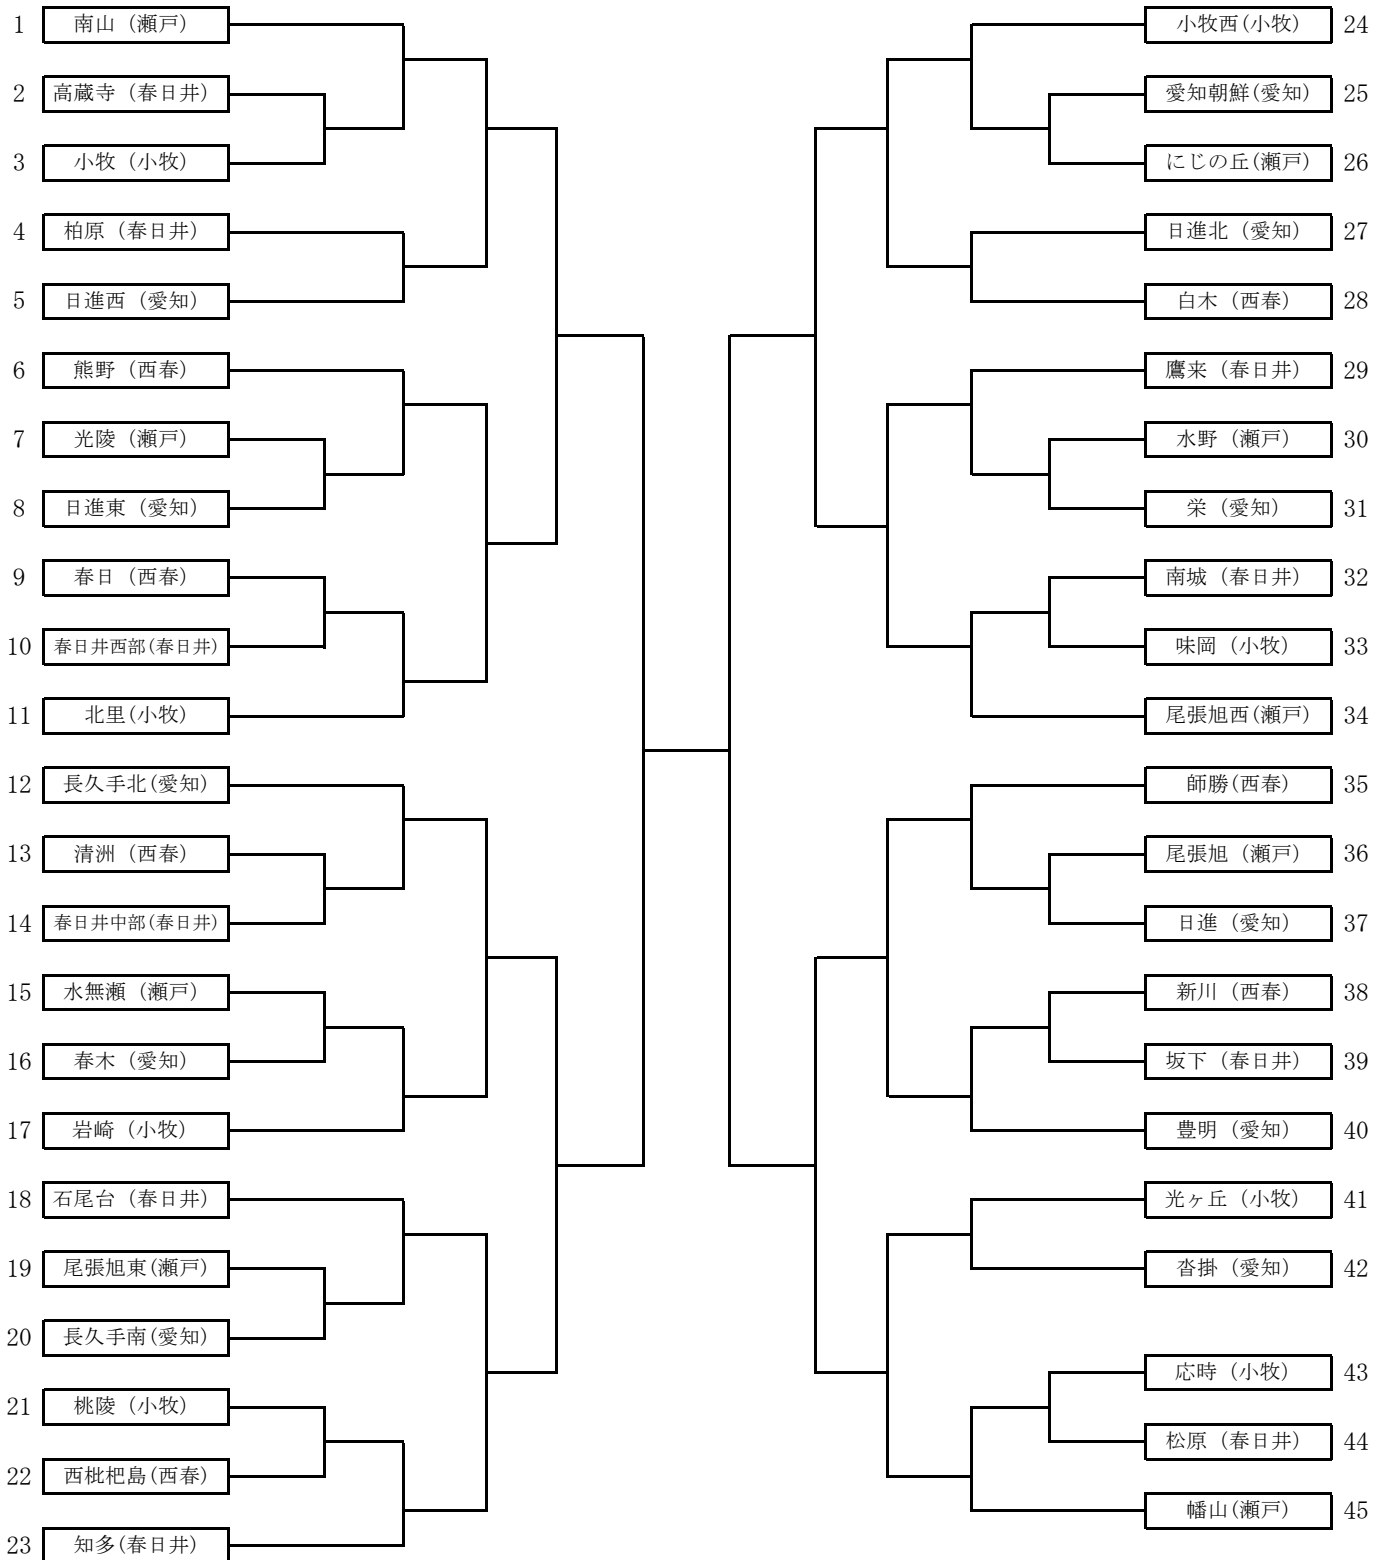 1 南山（瀬戸）
2 高蔵寺（春日井）
3 小牧（小牧）
4 柏原（春日井）
5 日進西（愛知）
6 熊野（西春）
7 光陵（瀬戸）
8 日進東（愛知）
9 春日（西春）
10 春日井西部(春日井)
11 北里(小牧)
12 長久手北(愛知)
13 清洲（西春）
14 春日井中部(春日井)
15 水無瀬（瀬戸）
16 春木（愛知）
17 岩崎（小牧）
18 石尾台（春日井）
19 尾張旭東(瀬戸)
20 長久手南(愛知)
21 桃陵（小牧）
22 西枇杷島(西春)
23 知多(春日井)
小牧西(小牧) 24
愛知朝鮮(愛知) 25
にじの丘(瀬戸) 26
日進北（愛知） 27
白木（西春） 28
鷹来（春日井） 29
水野（瀬戸） 30
栄（愛知） 31
南城（春日井） 32
味岡（小牧） 33
尾張旭西(瀬戸) 34
師勝(西春) 35
尾張旭（瀬戸） 36
日進（愛知） 37
新川（西春） 38
坂下（春日井） 39
豊明（愛知） 40
光ヶ丘（小牧） 41
沓掛（愛知） 42
応時（小牧） 43
松原（春日井） 44
幡山(瀬戸) 45